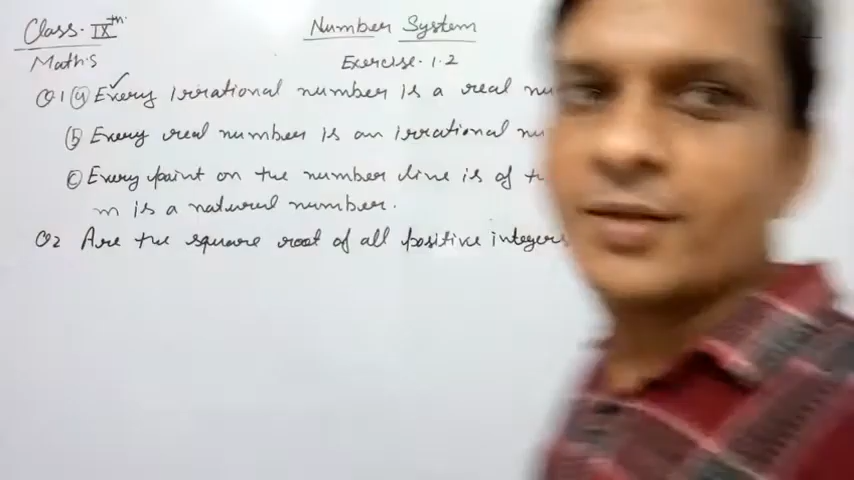 Class. IXth. Number System
Maths Exercise. 1.2
Q1 (a) Every irrational number is a real nu
(b) Every real number is an irrational nu
(c) Every point on the number line is of
m is a natural number.
Q2 Are the square root of all positive integers